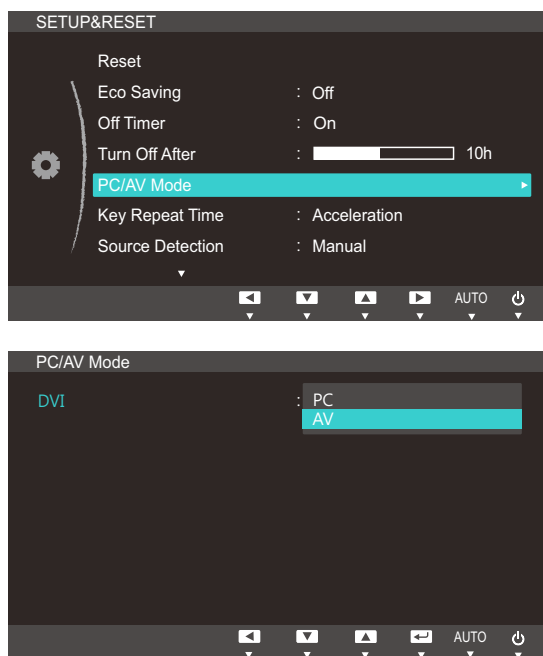 SETUP&RESET
Reset
Eco Saving : Off
Off Timer : On
Turn Off After : 10h
PC/AV Mode
Key Repeat Time : Acceleration
Source Detection : Manual
AUTO
PC/AV Mode
DVI : PC
AV
AUTO